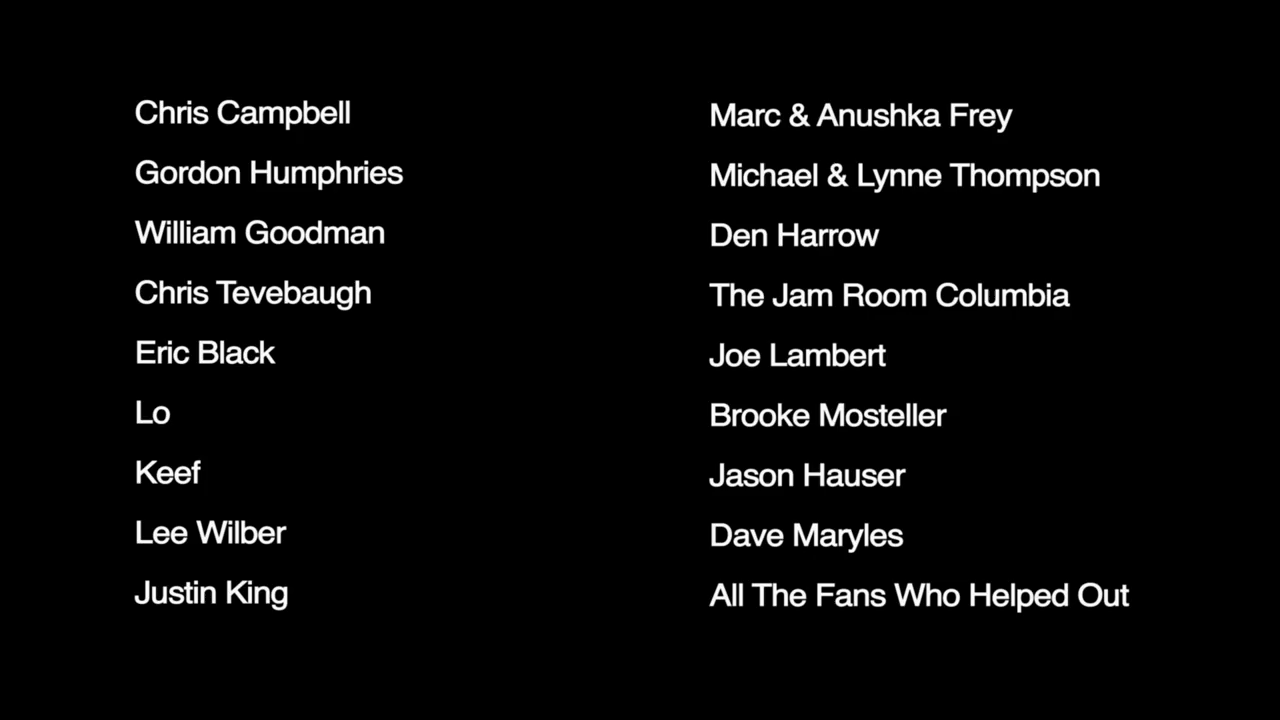 Chris Campbell
Gordon Humphries
William Goodman
Chris Tevebaugh
Eric Black
Lo
Keef
Lee Wilber
Justin King
Marc & Anushka Frey
Michael & Lynne Thompson
Den Harrow
The Jam Room Columbia
Joe Lambert
Brooke Mosteller
Jason Hauser
Dave Maryles
All The Fans Who Helped Out